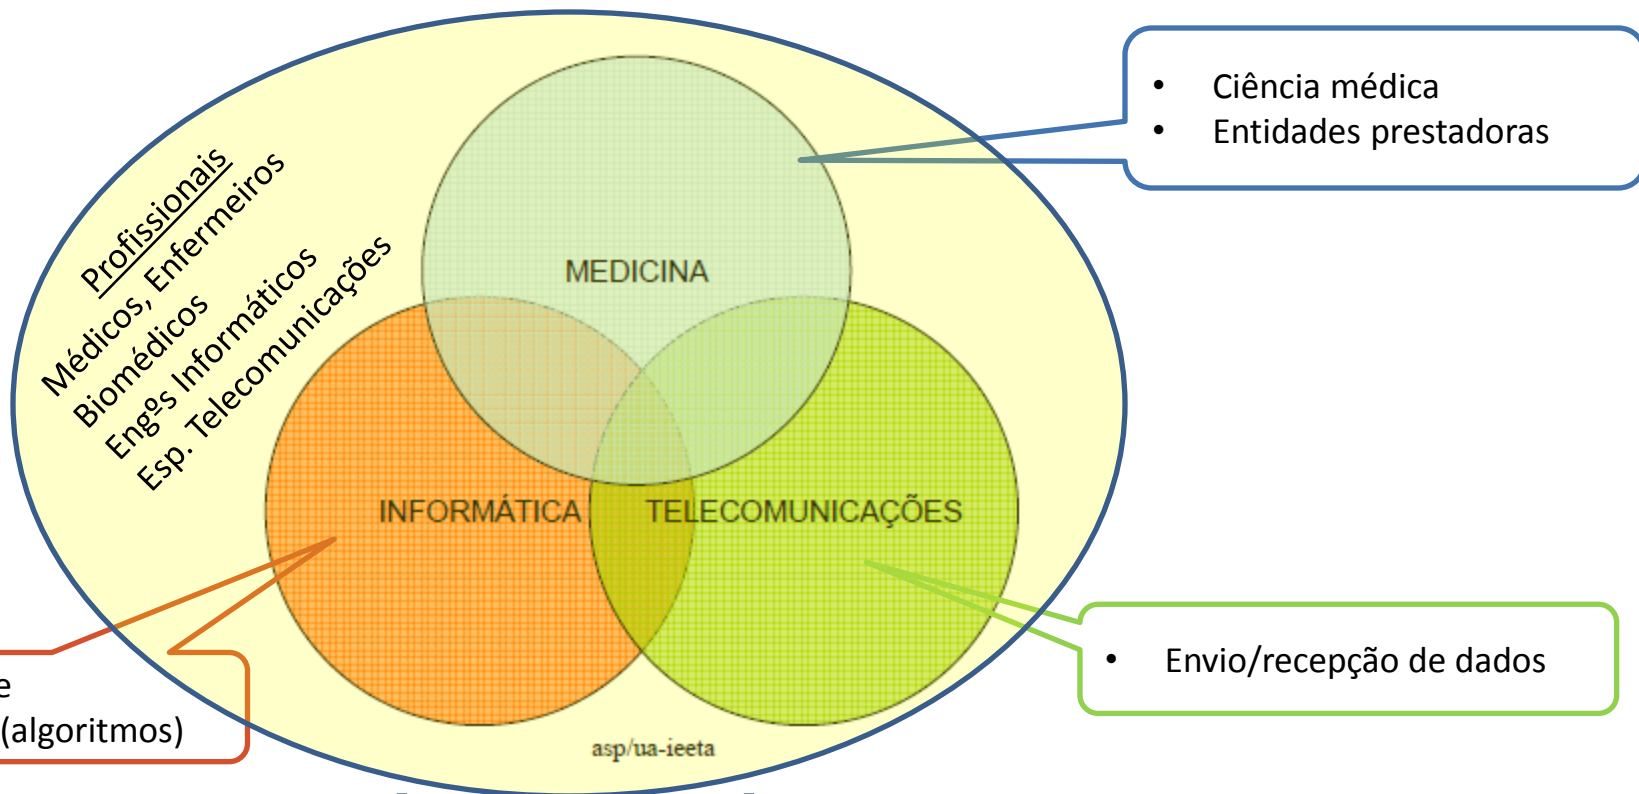 • Ciência médica
• Entidades prestadoras
Profissionais
Médicos, Enfermeiros
Biomédicos
Engºs Informáticos
Esp. Telecomunicações
MEDICINA
INFORMÁTICA
TELECOMUNICAÇÕES
• Envio/recepção de dados
e
(algoritmos)
asp/ua-ieeta